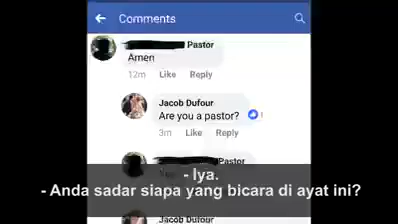 Comments
Pastor
Amen
12m Like Reply
Jacob Dufour
Are you a pastor?
1
3m Like Reply
Pastor
- Iya.
- Anda sadar siapa yang bicara di ayat ini?
Jacob Dufour